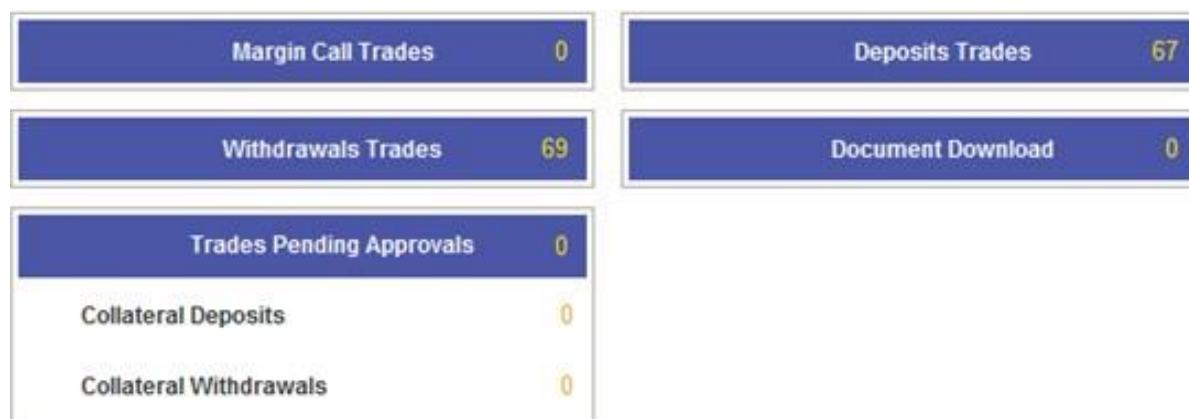 Margin Call Trades 0
Deposits Trades 67
Withdrawals Trades 69
Document Download 0
Trades Pending Approvals 0
Collateral Deposits 0
Collateral Withdrawals 0